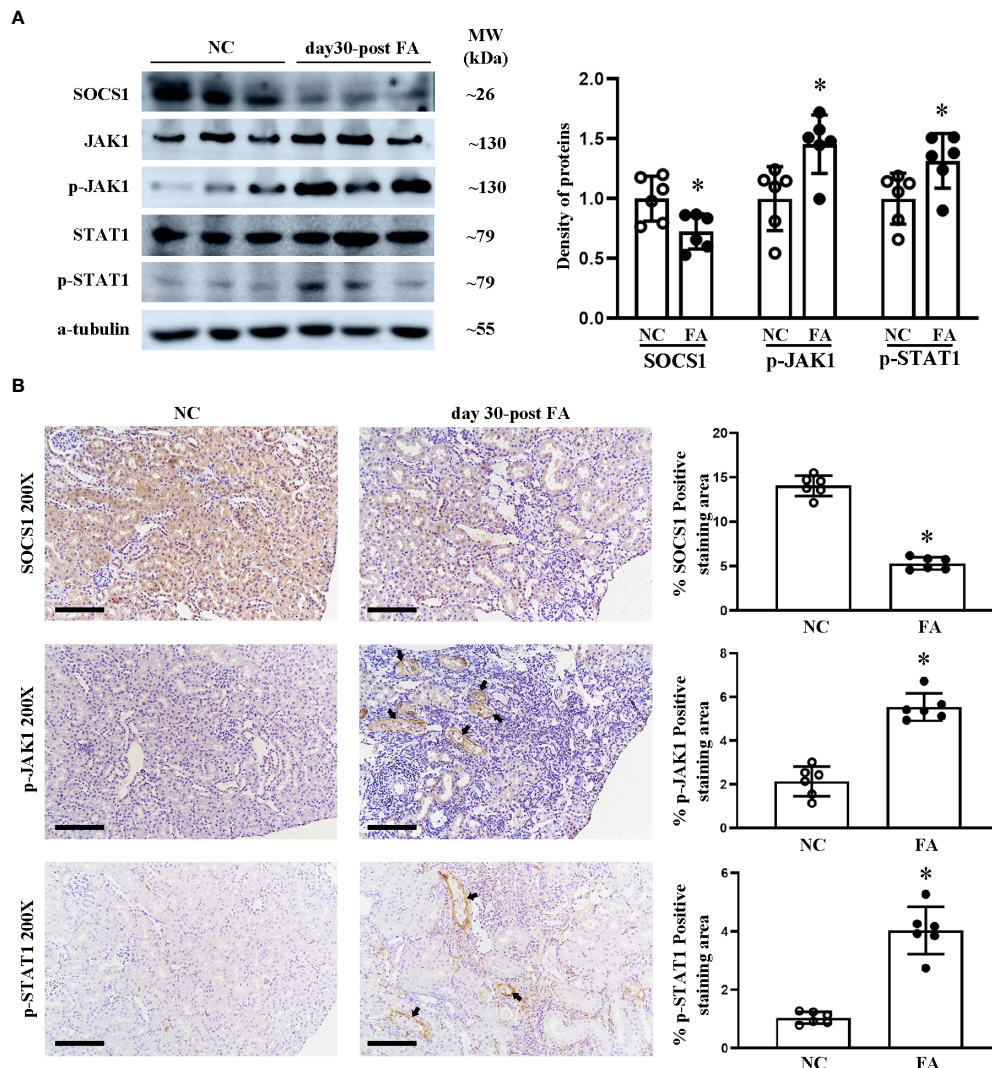 A
NC
day30-post FA
MW
(kDa)
SOCS1
~26
JAK1
~130
p-JAK1
~130
STAT1
~79
p-STAT1
~79
a-tubulin
~55
Density of proteins
2.0
1.5
1.0
0.5
0.0
*
*
*
NC FA NC FA NC FA
SOCS1 p-JAK1 p-STAT1
B
NC
day 30-post FA
SOCS1 200X
% SOCS1 Positive
staining area
20
15
10
5
0
*
NC FA
p-JAK1 200X
% p-JAK1 Positive
staining area
8
6
4
2
0
*
NC FA
p-STAT1 200X
% p-STAT1 Positive
staining area
6
4
2
0
*
NC FA